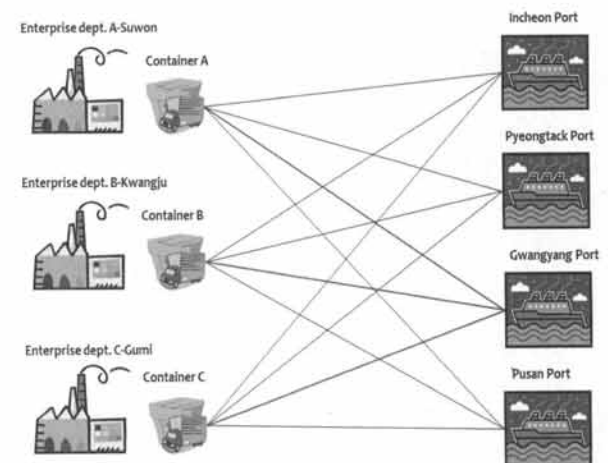 Enterprise dept. A-Suwon
Container A
Enterprise dept. B-Kwangju
Container B
Enterprise dept. C-Gumi
Container C
Incheon Port
Pyeongtack Port
Gwangyang Port
Pusan Port